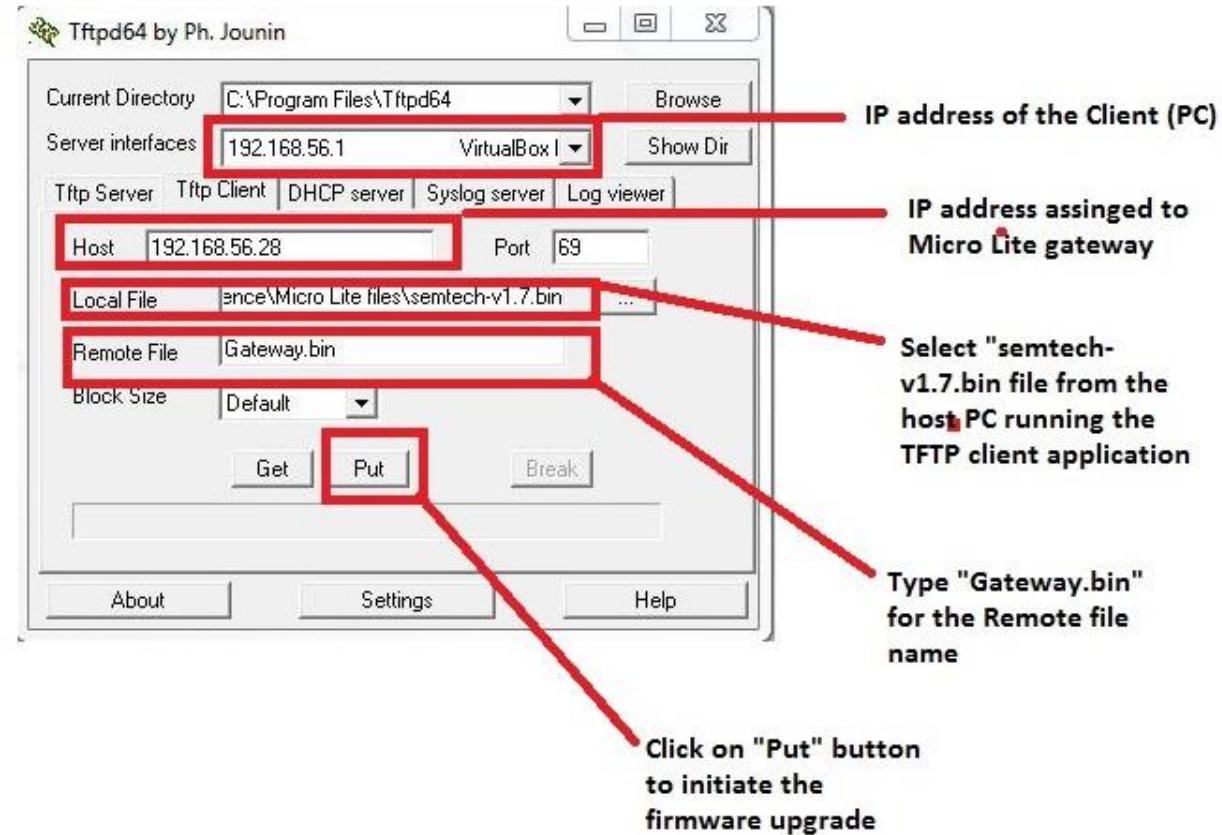 Tftpd64 by Ph. Jounin
Current Directory C:\Program Files\Tftpd64 Browse
Server interfaces 192.168.56.1 VirtualBox I Show Dir
Tftp Server Tftp Client DHCP server Syslog server Log viewer
Host 192.168.56.28 Port 69
Local File ence\Micro Lite files\semtech-v1.7.bin ...
Remote File Gateway.bin
Block Size Default
Get Put Break
About Settings Help
IP address of the Client (PC)
IP address assinged to
Micro Lite gateway
Select "semtech-
v1.7.bin file from the
host PC running the
TFTP client application
Type "Gateway.bin"
for the Remote file
name
Click on "Put" button
to initiate the
firmware upgrade